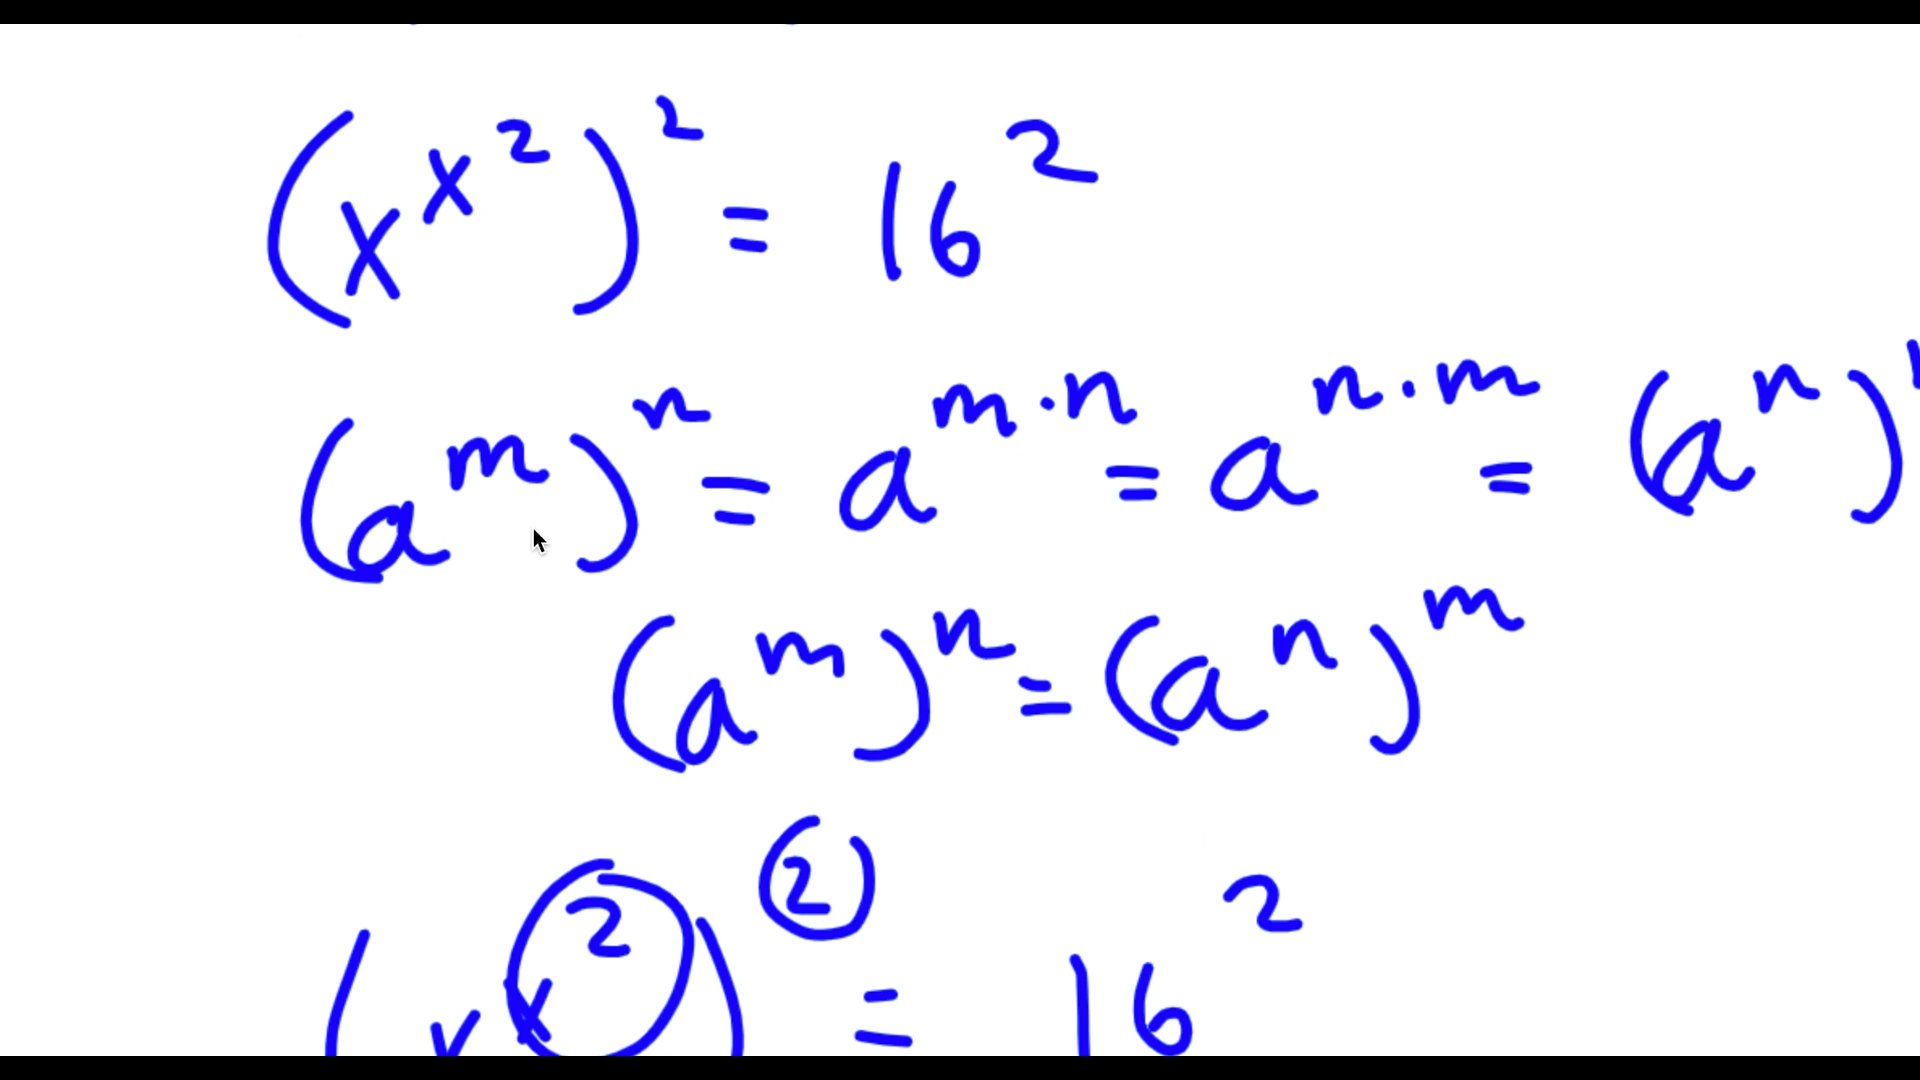 (x^x^2)^2 = 16^2
(a^m)^n = a^m·n = a^n·m = (a^n)
(a^m)^n = (a^n)^m
(x^x^2)^2 = 16^2